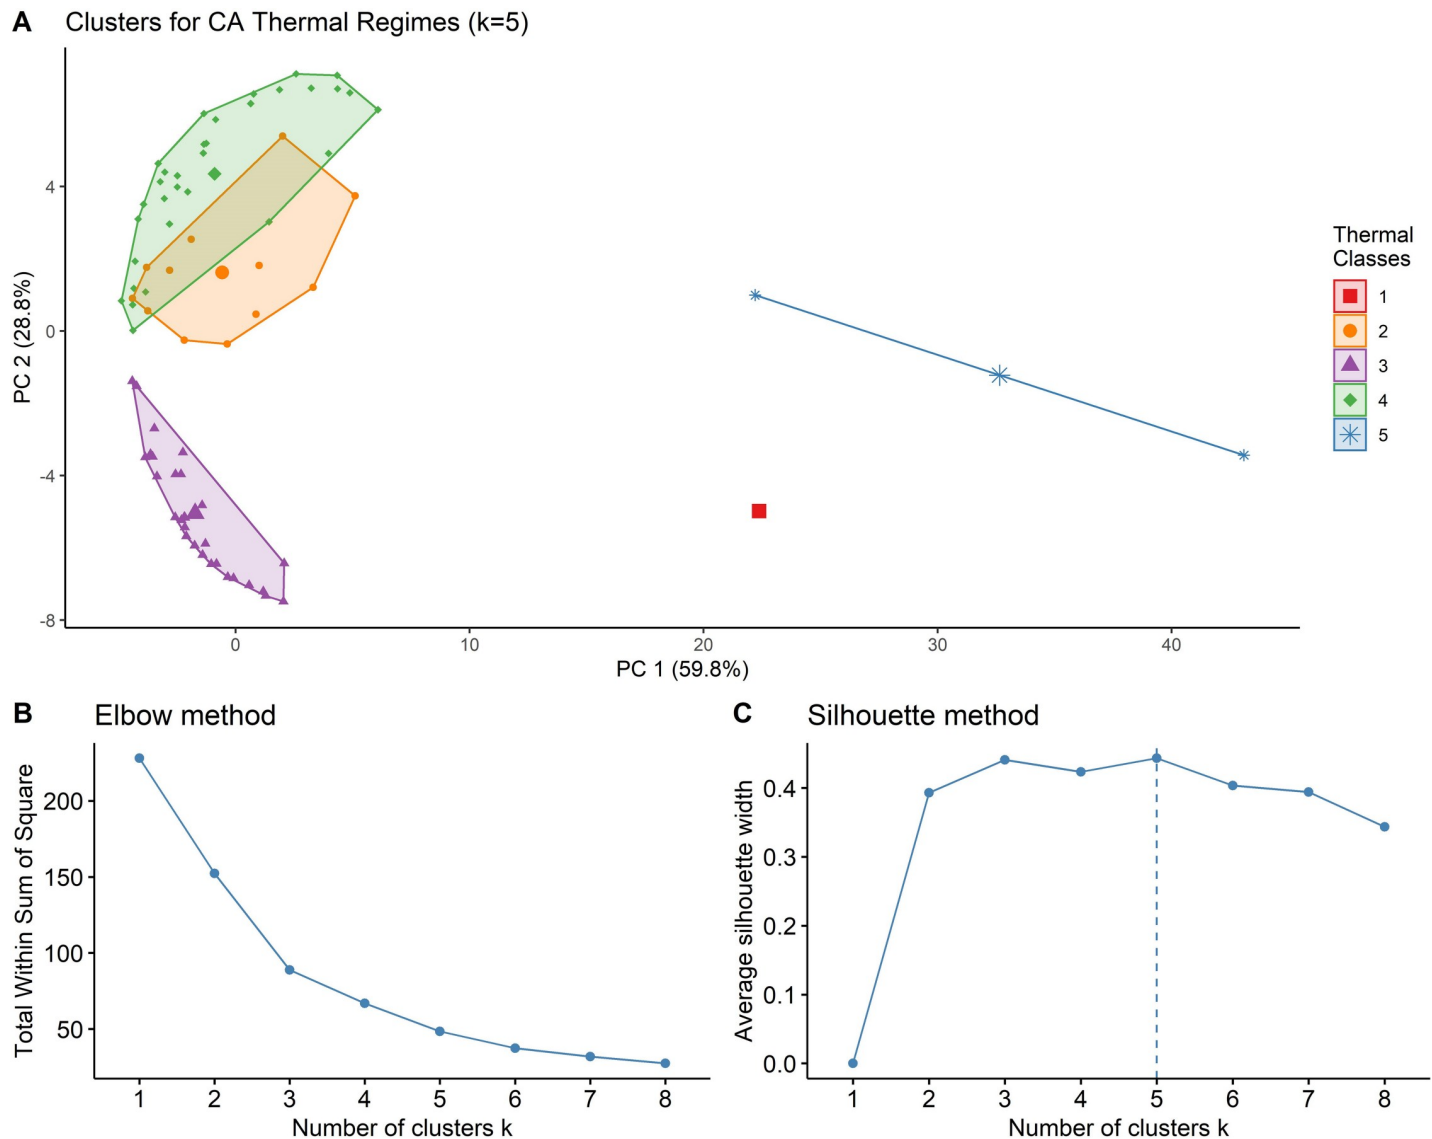 A Clusters for CA Thermal Regimes (k=5)
PC 2 (28.8%)
4
0
-4
-8
0 10 20 30 40
PC 1 (59.8%)
Thermal
Classes
1
2
3
4
5
B Elbow method
Total Within Sum of Square
200
150
100
50
1 2 3 4 5 6 7 8
Number of clusters k
C Silhouette method
Average silhouette width
0.4
0.3
0.2
0.1
0.0
1 2 3 4 5 6 7 8
Number of clusters k